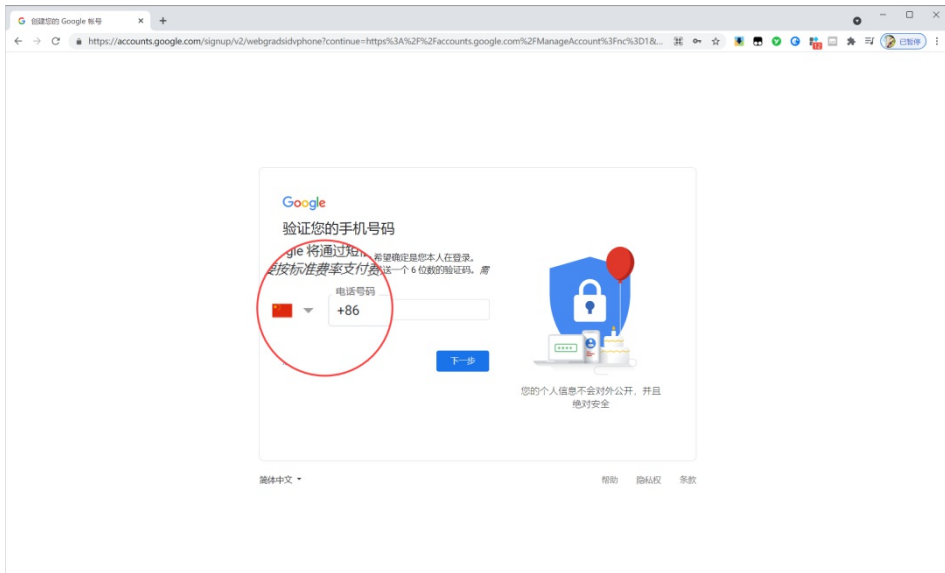 创建您的 Google 帐号
https://accounts.google.com/signup/v2/webgradsidvphone?continue=https%3A%2F%2Faccounts.google.com%2FManageAccount%3Fnc%3D1&...
12
已暂停
Google
验证您的手机号码
gle 将通过短
希望确定是您本人在登录。
要按标准费率支付费 送一个 6 位数的验证码。需
电话号码
+86
下一步
您的个人信息不会对外公开，并且
绝对安全
简体中文
帮助 隐私权 条款